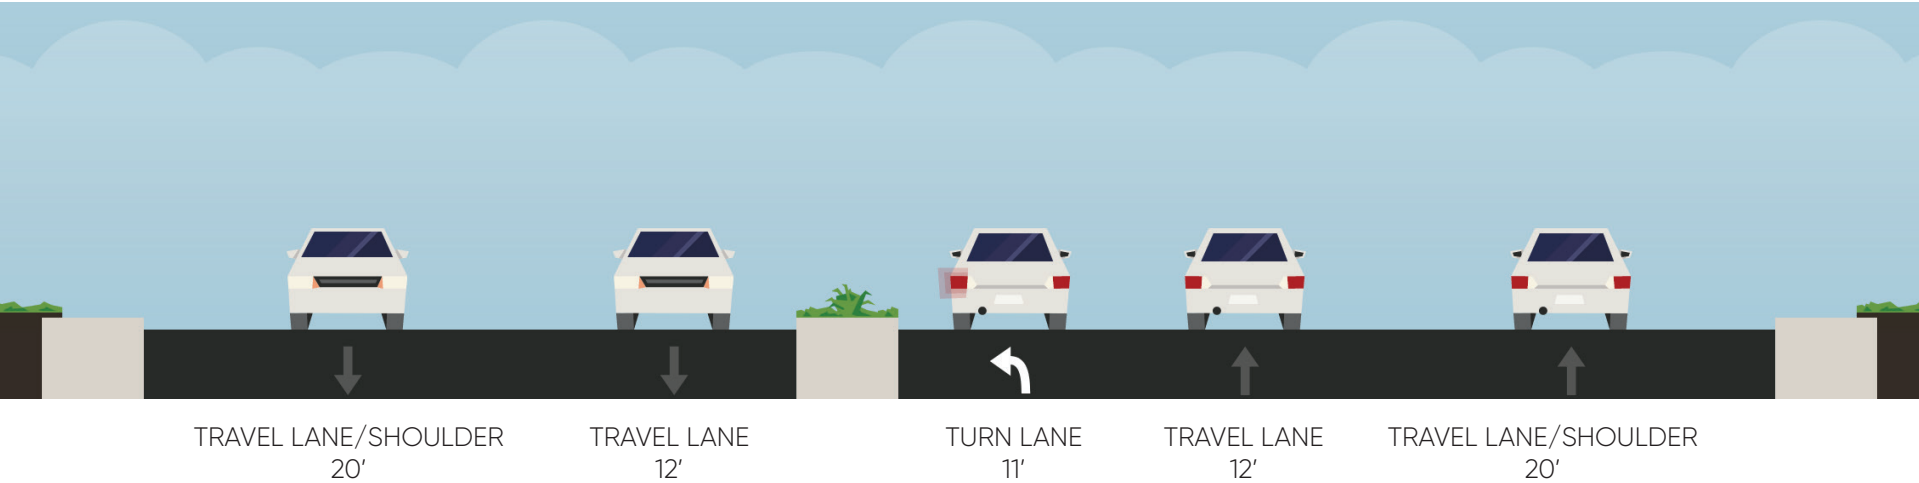 TRAVEL LANE/SHOULDER
20′
TRAVEL LANE
12′
TURN LANE
11′
TRAVEL LANE
12′
TRAVEL LANE/SHOULDER
20′